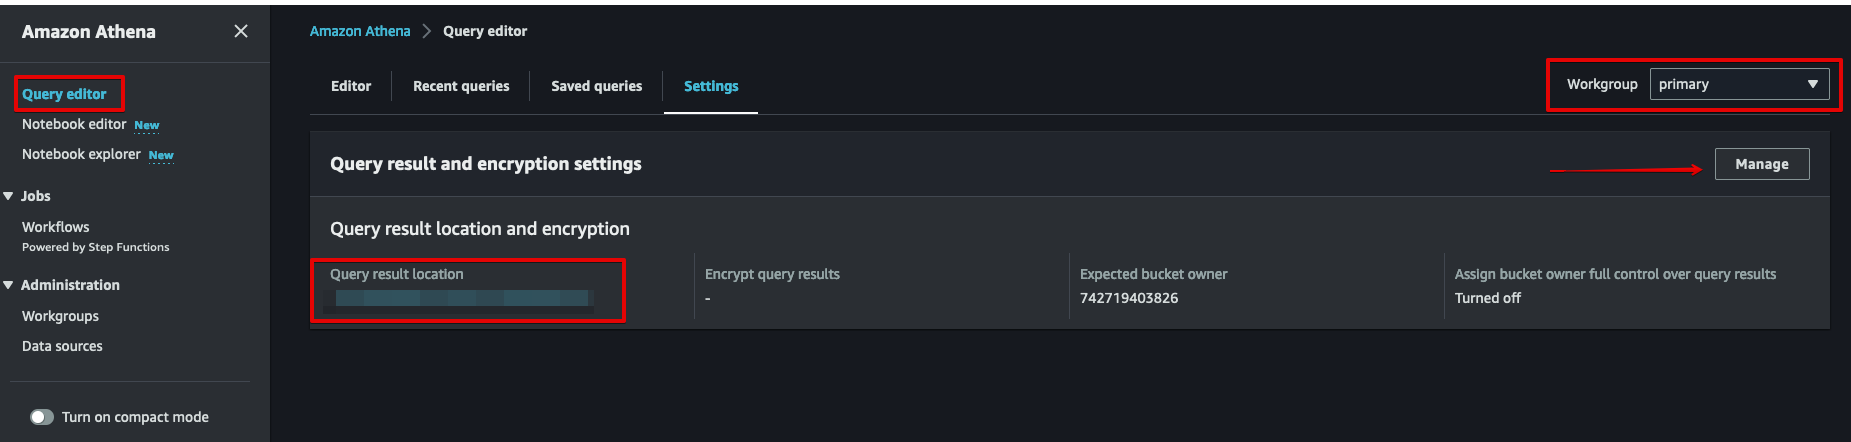 Amazon Athena
Query editor
Notebook editor New
Notebook explorer New
Jobs
Workflows
Powered by Step Functions
Administration
Workgroups
Data sources
Turn on compact mode
Amazon Athena > Query editor
Editor
Recent queries
Saved queries
Settings
Workgroup
primary
Query result and encryption settings
Manage
Query result location and encryption
Query result location
Encrypt query results
-
Expected bucket owner
742719403826
Assign bucket owner full control over query results
Turned off